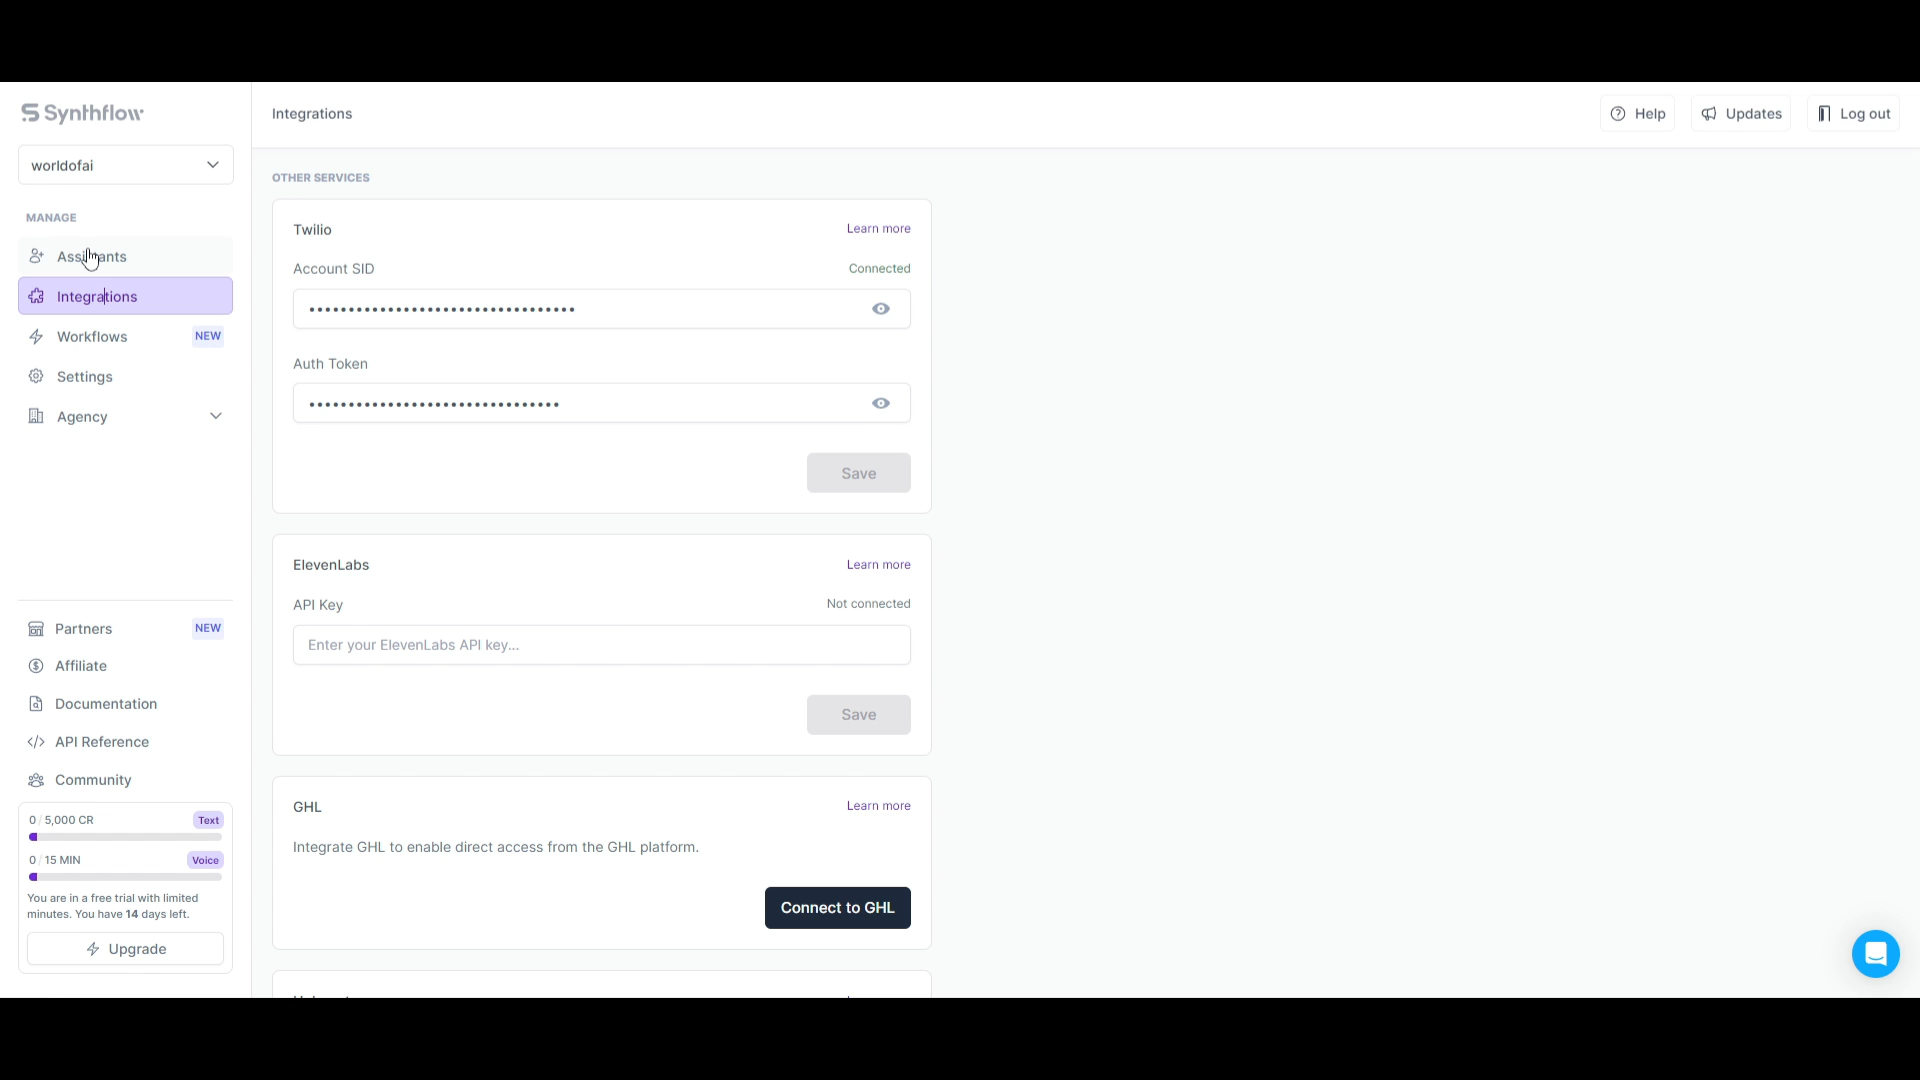 Synthflow
Integrations
Help
Updates
Log out
worldofai
MANAGE
Assistants
Integrations
Workflows NEW
Settings
Agency
Partners NEW
Affiliate
Documentation
API Reference
Community
0 / 5,000 CR Text
0 / 15 MIN Voice
You are in a free trial with limited
minutes. You have 14 days left.
Upgrade
OTHER SERVICES
Twilio Learn more
Account SID Connected
••••••••••••••••••••••••••••••••••
Auth Token
••••••••••••••••••••••••••••••••
Save
ElevenLabs Learn more
API Key Not connected
Enter your ElevenLabs API key...
Save
GHL Learn more
Integrate GHL to enable direct access from the GHL platform.
Connect to GHL